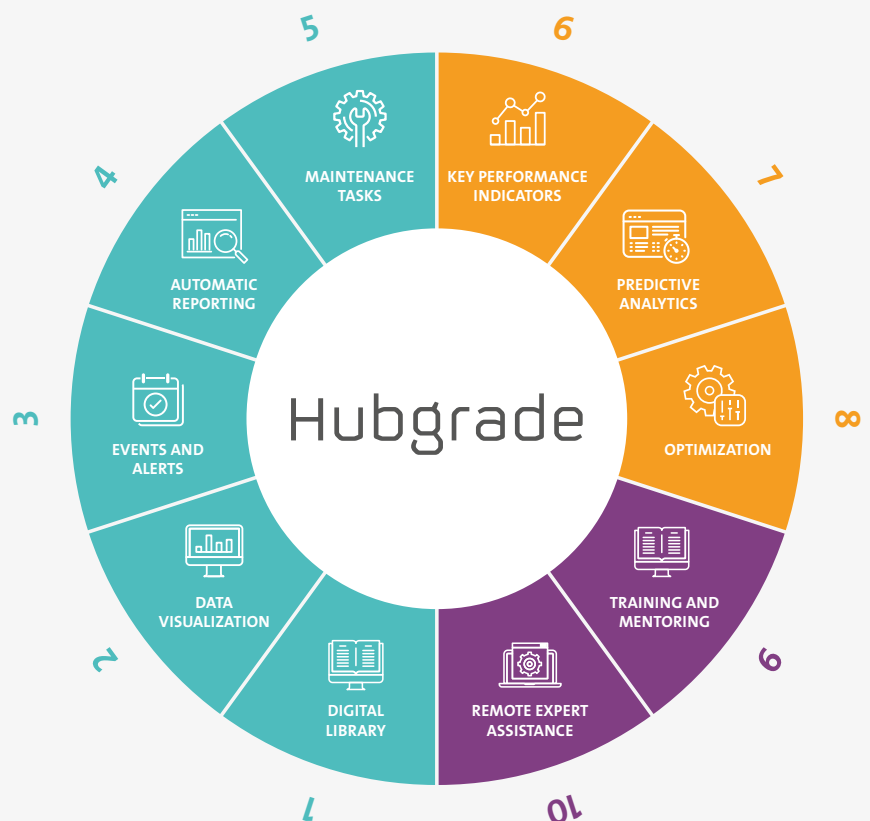 5
6
4
7
MAINTENANCE
TASKS
KEY PERFORMANCE
INDICATORS
AUTOMATIC
REPORTING
PREDICTIVE
ANALYTICS
3
EVENTS AND
ALERTS
Hubgrade
OPTIMIZATION
8
DATA
VISUALIZATION
TRAINING AND
MENTORING
2
9
DIGITAL
LIBRARY
REMOTE EXPERT
ASSISTANCE
1
10